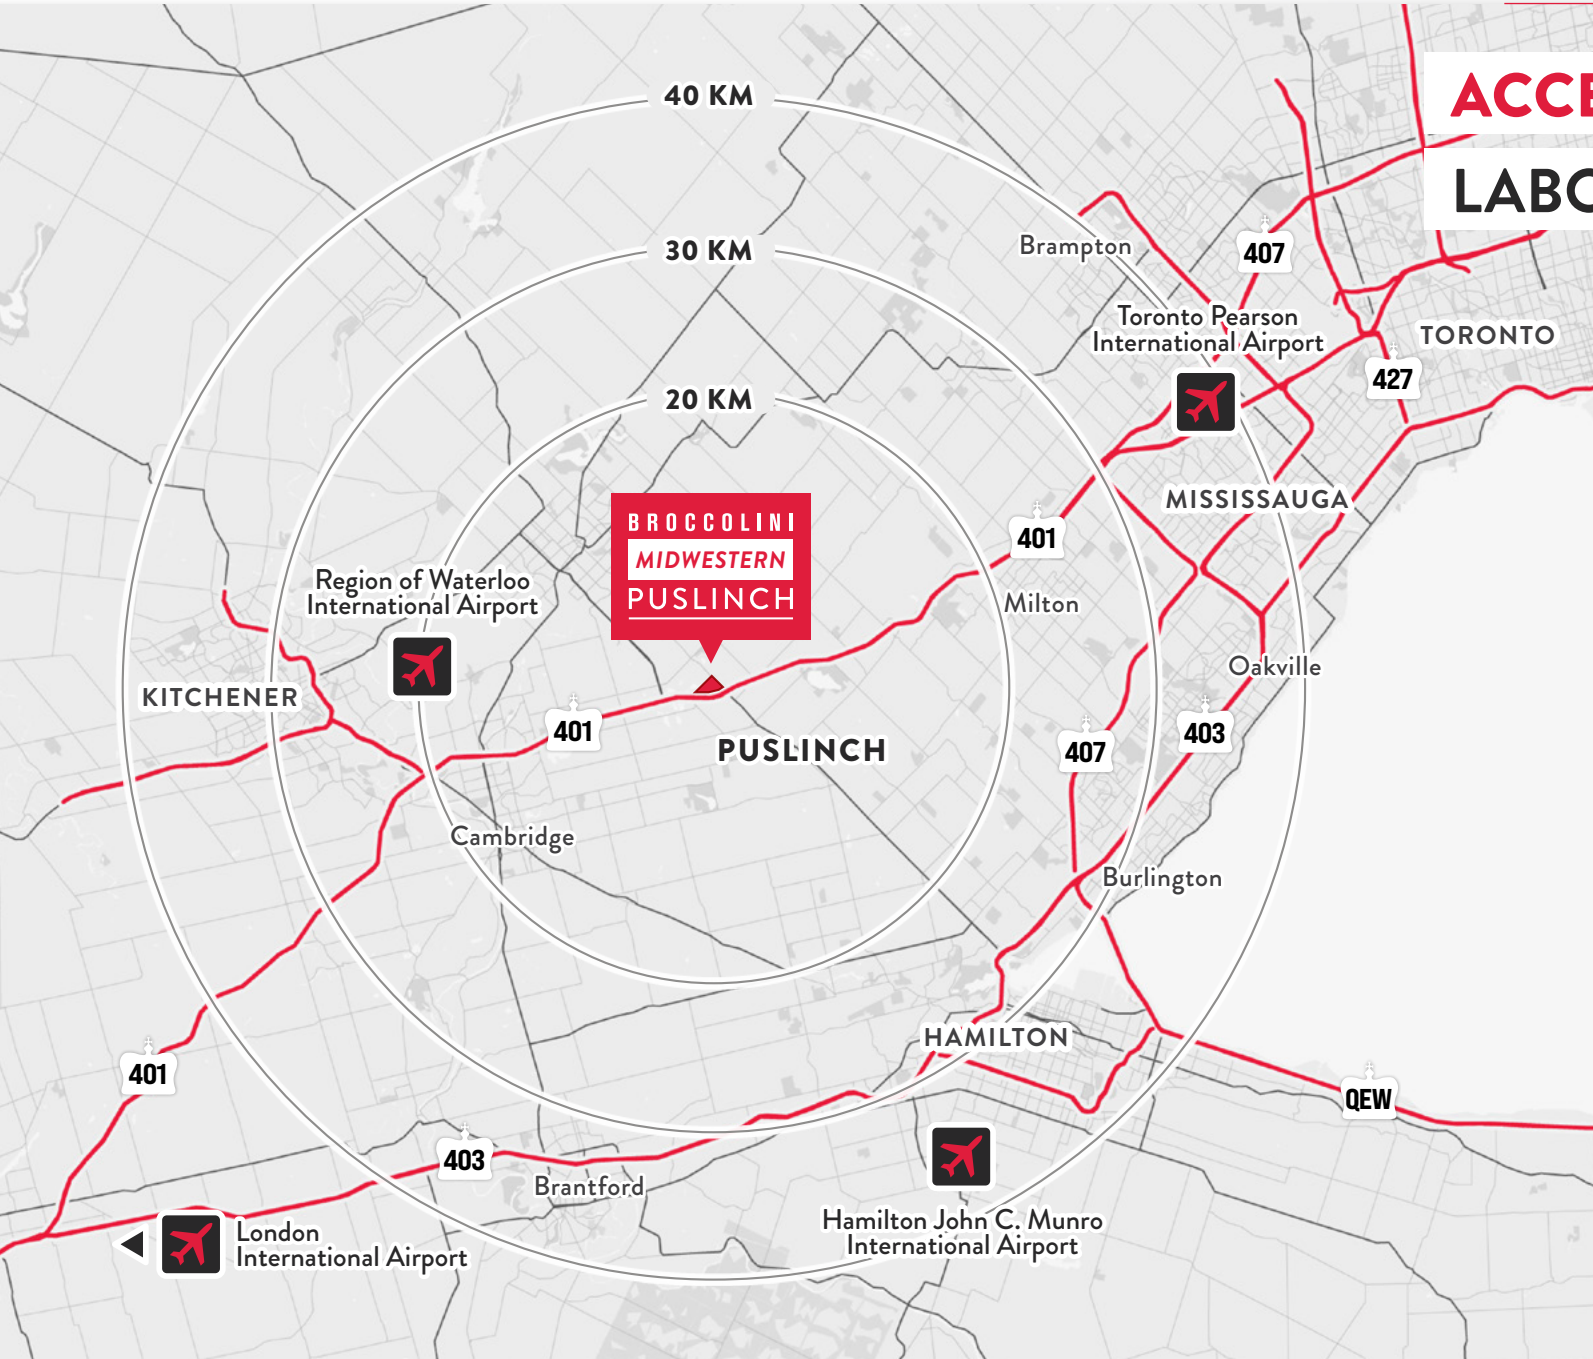 40 KM
ACCE
LABO
30 KM
Brampton
407
Toronto Pearson
International Airport
TORONTO
427
20 KM
BROCCOLINI
MIDWESTERN
PUSLINCH
MISSISSAUGA
401
Region of Waterloo
International Airport
Milton
KITCHENER
Oakville
401
PUSLINCH
407
403
Cambridge
Burlington
HAMILTON
401
QEW
403
Brantford
Hamilton John C. Munro
International Airport
London
International Airport